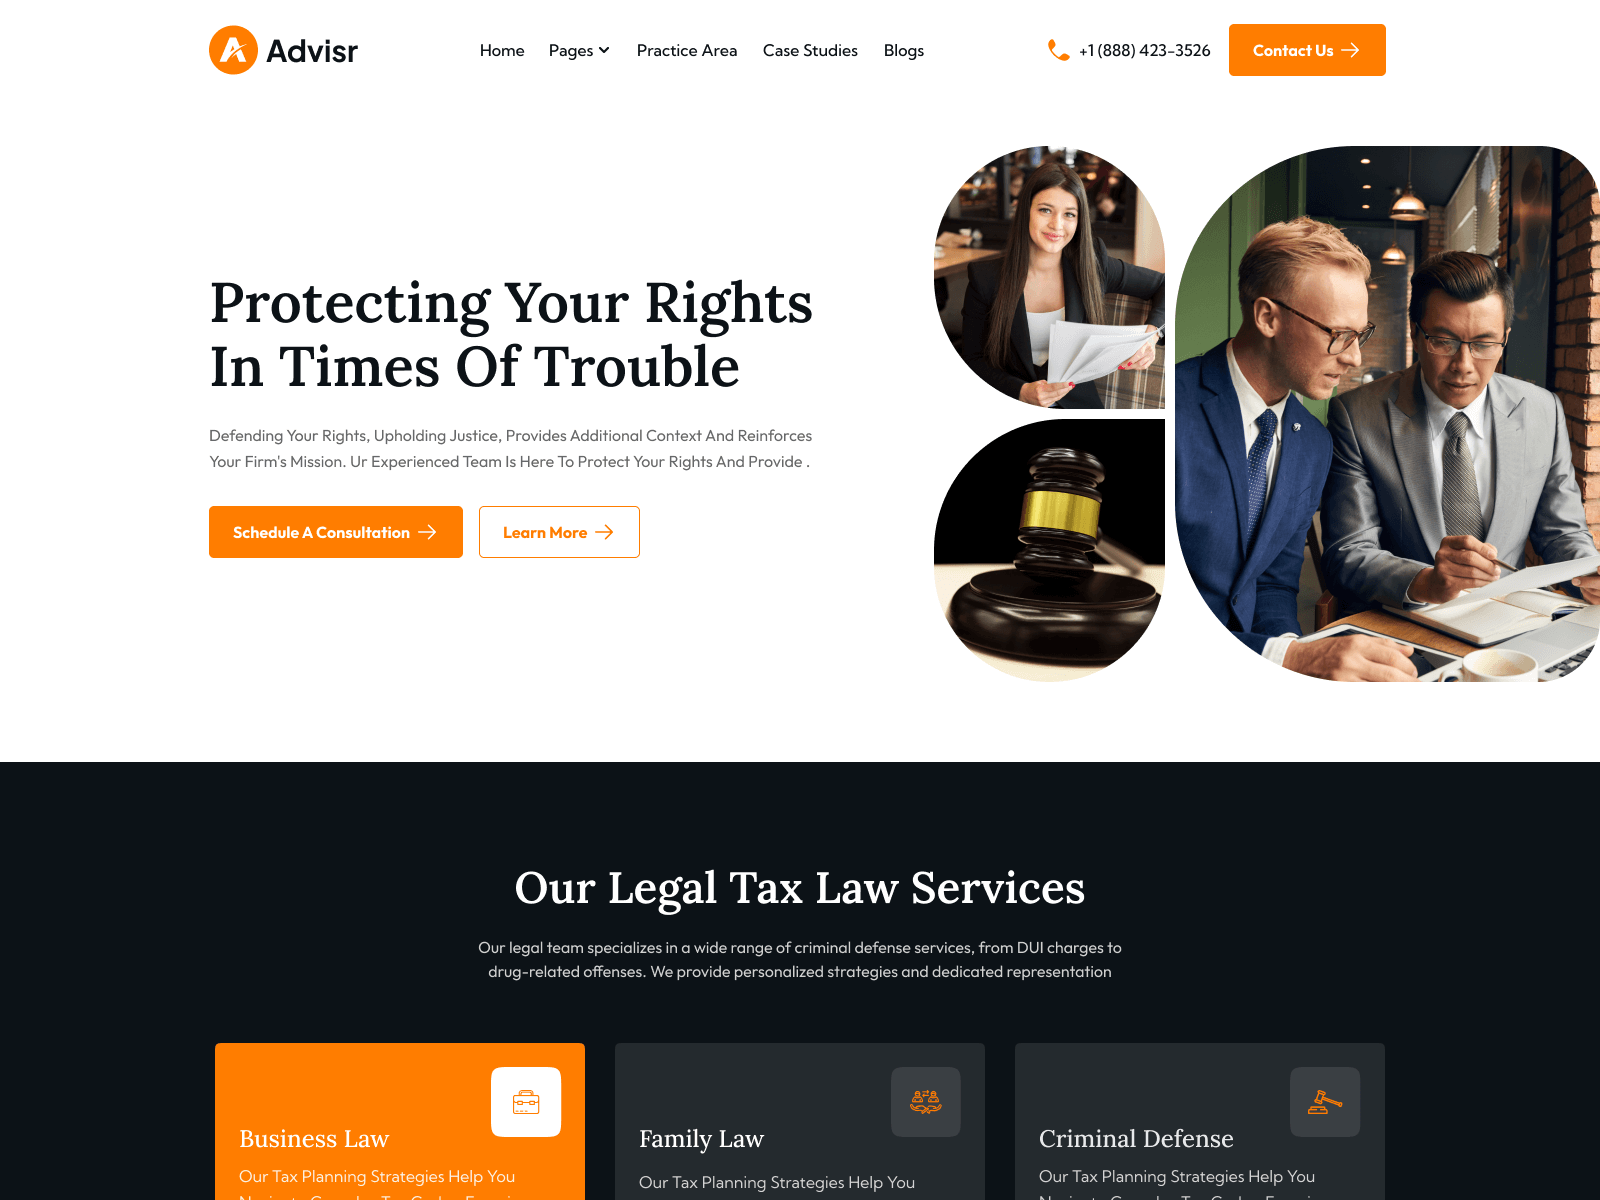 Advisr
Home Pages Practice Area Case Studies Blogs
+1 (888) 423-3526
Contact Us
Protecting Your Rights
In Times Of Trouble
Defending Your Rights, Upholding Justice, Provides Additional Context And Reinforces
Your Firm's Mission. Ur Experienced Team Is Here To Protect Your Rights And Provide .
Schedule A Consultation
Learn More
Our Legal Tax Law Services
Our legal team specializes in a wide range of criminal defense services, from DUI charges to
drug-related offenses. We provide personalized strategies and dedicated representation
Business Law
Our Tax Planning Strategies Help You
Family Law
Our Tax Planning Strategies Help You
Criminal Defense
Our Tax Planning Strategies Help You